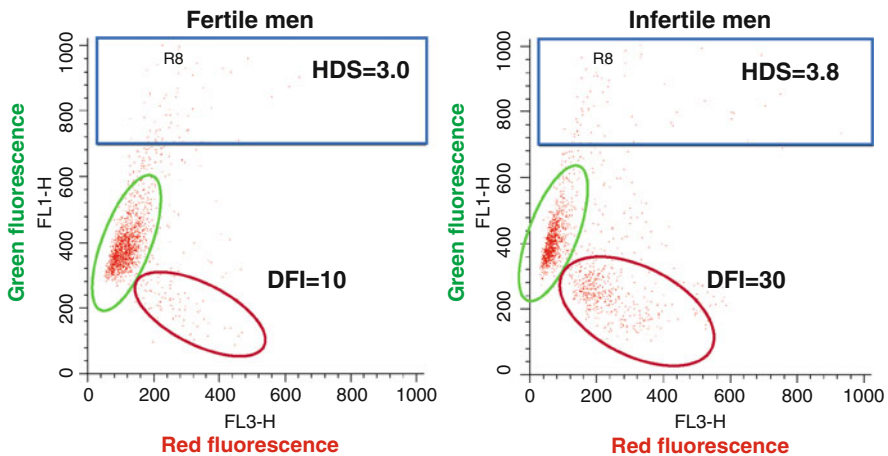 Fertile men
Green fluorescence
FL1-H
1000
800
600
400
200
0
R8
HDS=3.0
DFI=10
0 200 400 600 800 1000
FL3-H
Red fluorescence
Infertile men
Green fluorescence
FL1-H
1000
800
600
400
200
0
R8
HDS=3.8
DFI=30
0 200 400 600 800 1000
FL3-H
Red fluorescence